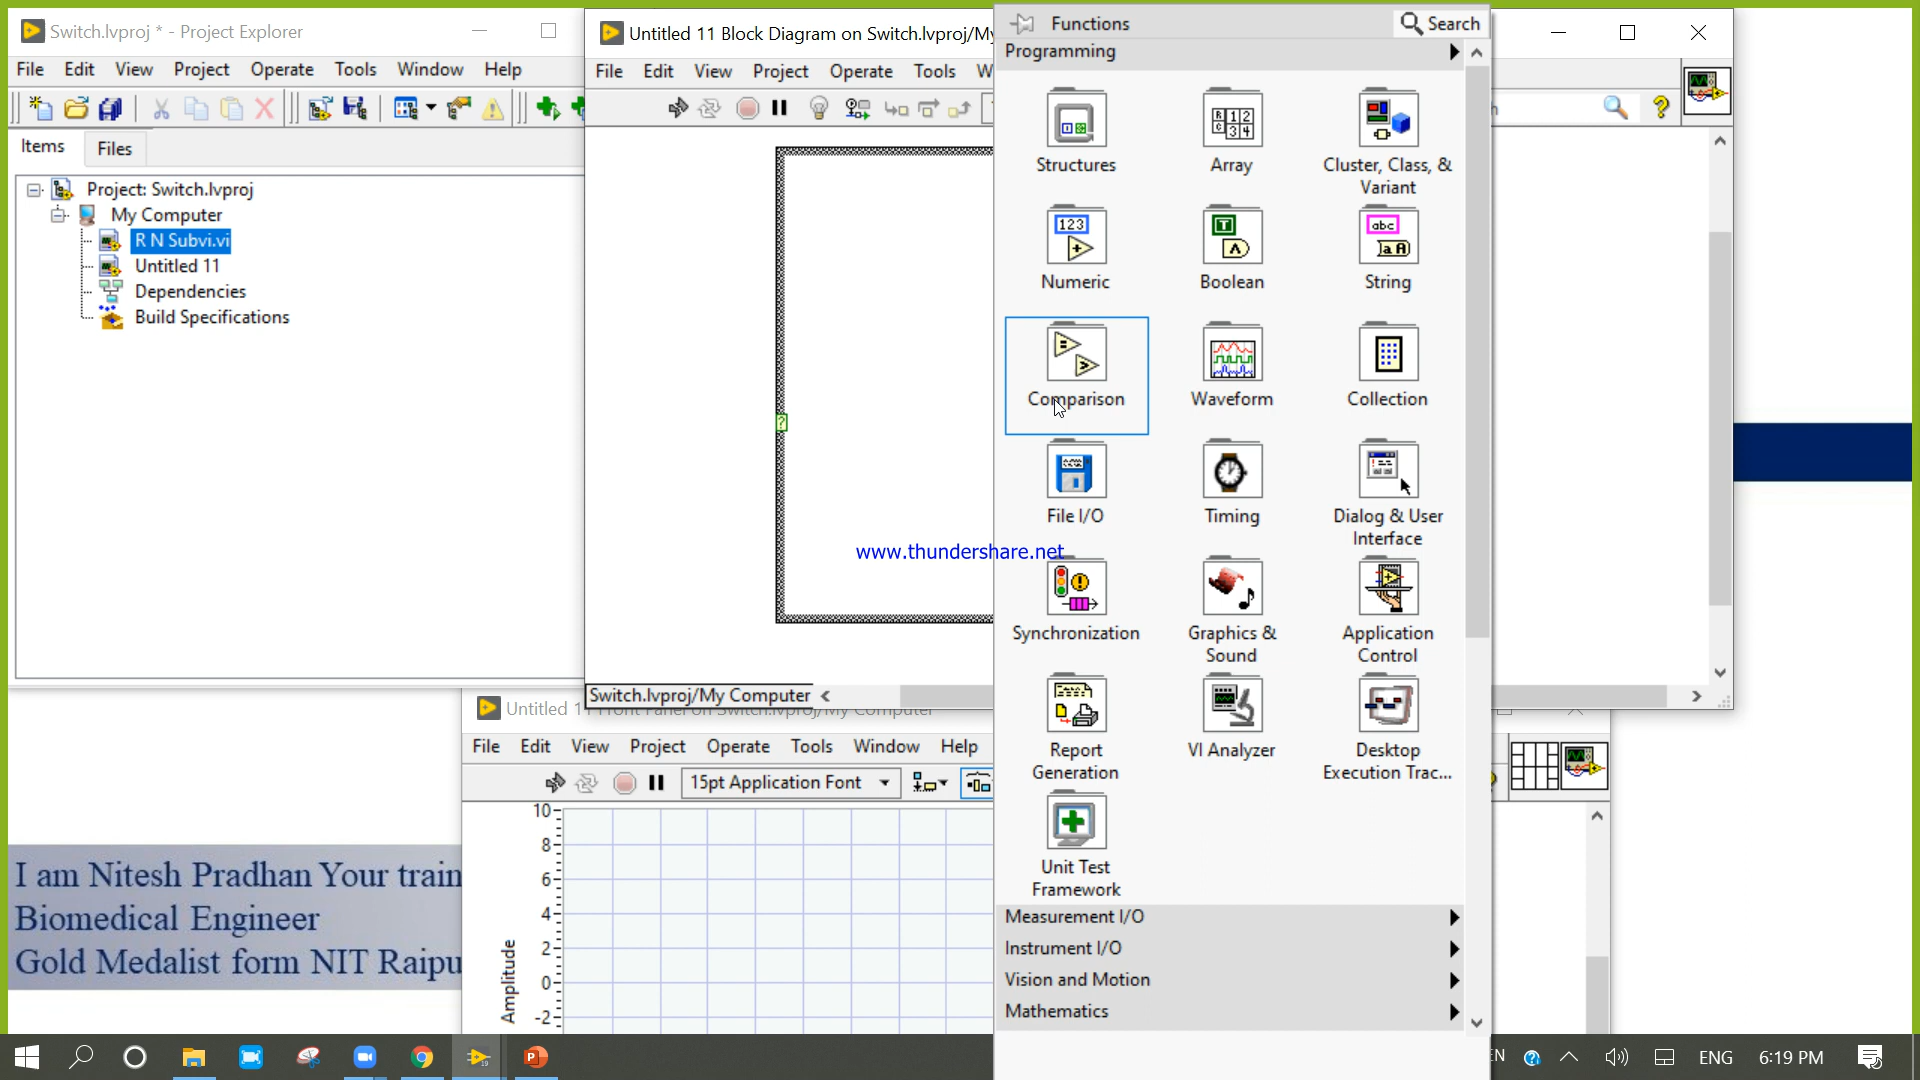 Switch.lvproj * - Project Explorer
File Edit View Project Operate Tools Window Help
Items Files
Project: Switch.lvproj
My Computer
R N Subvi.vi
Untitled 11
Dependencies
Build Specifications
Untitled 11 Block Diagram on Switch.lvproj/My
File Edit View Project Operate Tools W
Switch.lvproj/My Computer
Functions
Search
Programming
Structures
Array
Cluster, Class, &
Variant
Numeric
Boolean
String
Comparison
Waveform
Collection
File I/O
Timing
Dialog & User
Interface
Synchronization
Graphics &
Sound
Application
Control
Report
Generation
VI Analyzer
Desktop
Execution Trac...
Unit Test
Framework
Measurement I/O
Instrument I/O
Vision and Motion
Mathematics
www.thundershare.net
File Edit View Project Operate Tools Window Help
15pt Application Font
10
8
6
4
2
0
-2
Amplitude
I am Nitesh Pradhan Your train
Biomedical Engineer
Gold Medalist form NIT Raipu
ENG 6:19 PM